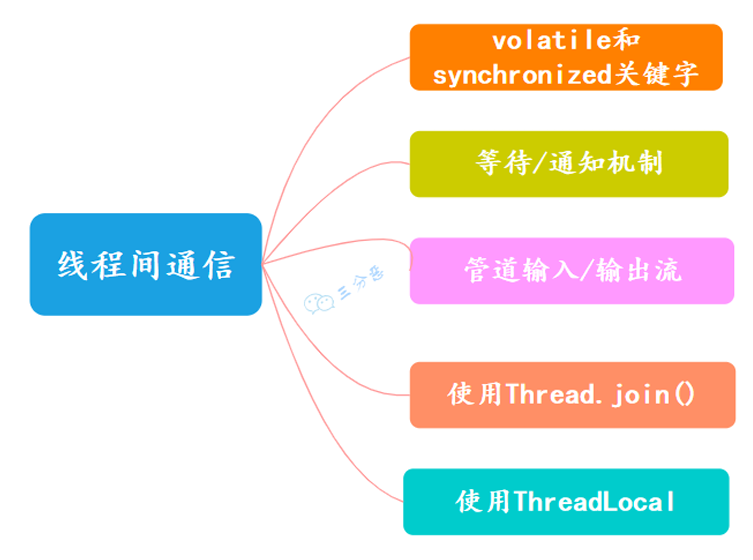 volatile和
synchronized关键字
等待/通知机制
线程间通信
管道输入/输出流
三分恶
使用Thread.join()
使用ThreadLocal